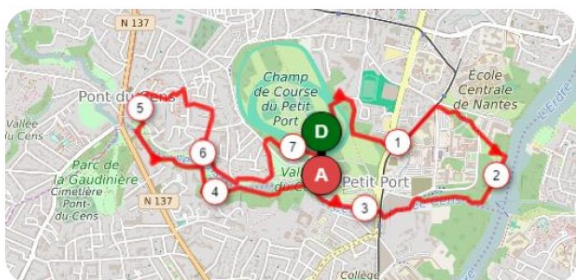 N 137
Pont du Cens
5
Vallée
du Cens
Parc de
la Gaudinière
Cimetière
Pont-
du-Cens
N 137
6
4
Champ
de Course
du Petit
Port
7
D
A
Petit Port
3
1
Ecole
Centrale
de Nantes
2
L'Erdre
Collège